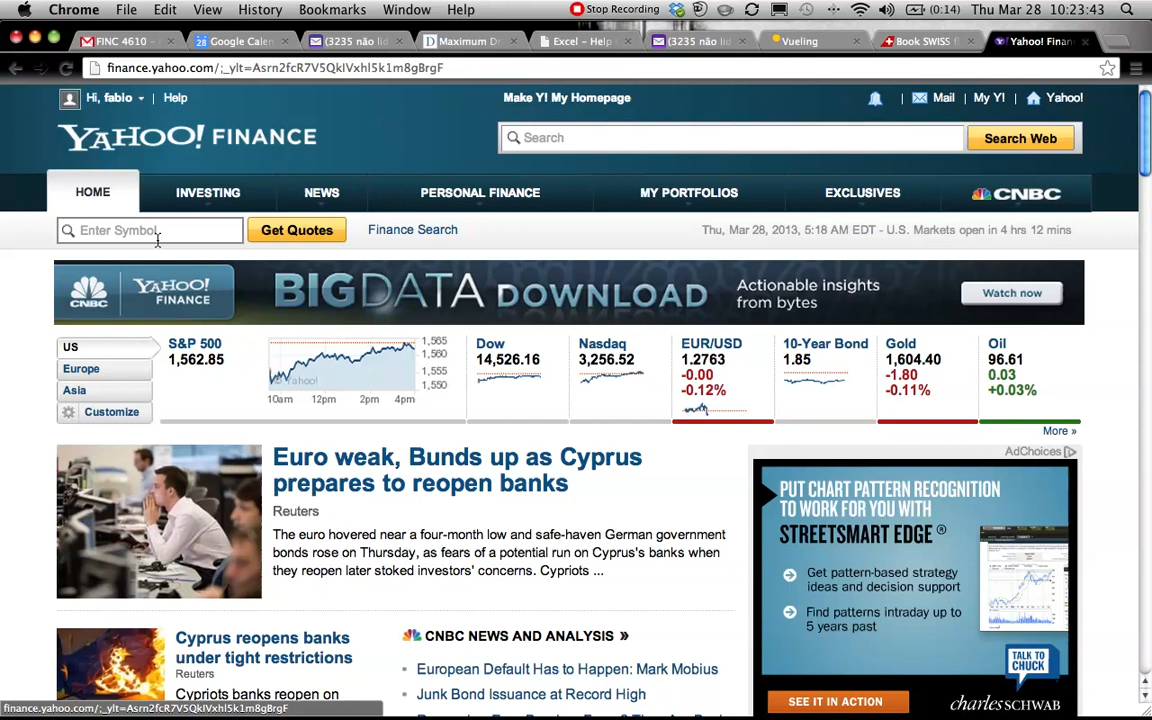 Chrome File Edit View History Bookmarks Window Help Stop Recording (0:14) Thu Mar 28 10:23:43
FINC 4610 – Google Calen (3235 não lid Maximum Dr Excel – Help (3235 não lid Vueling Book SWISS fl Yahoo! Finan
finance.yahoo.com/;_ylt=Asrn2fcR7V5QkIVxhl5k1m8gBrgF
Hi, fabio Help Make Y! My Homepage Mail My Y! Yahoo!
YAHOO! FINANCE Search Search Web
HOME INVESTING NEWS PERSONAL FINANCE MY PORTFOLIOS EXCLUSIVES CNBC
Enter Symbol Get Quotes Finance Search Thu, Mar 28, 2013, 5:18 AM EDT - U.S. Markets open in 4 hrs 12 mins
CNBC YAHOO! FINANCE BIGDATA DOWNLOAD Actionable insights from bytes Watch now
US
Europe
Asia
Customize
S&P 500
1,562.85
Yahoo!
1,565
1,560
1,555
1,550
10am 12pm 2pm 4pm
Dow
14,526.16
Nasdaq
3,256.52
EUR/USD
1.2763
-0.00
-0.12%
10-Year Bond
1.85
Gold
1,604.40
-1.80
-0.11%
Oil
96.61
0.03
+0.03%
More »
Euro weak, Bunds up as Cyprus
prepares to reopen banks
Reuters
The euro hovered near a four-month low and safe-haven German government
bonds rose on Thursday, as fears of a potential run on Cyprus's banks when
they reopen later stoked investors' concerns. Cypriots ...
Cyprus reopens banks
under tight restrictions
Reuters
Cypriots banks reopen on
CNBC NEWS AND ANALYSIS »
European Default Has to Happen: Mark Mobius
Junk Bond Issuance at Record High
AdChoices
PUT CHART PATTERN RECOGNITION
TO WORK FOR YOU WITH
STREETSMART EDGE®
Get pattern-based strategy
ideas and decision support
Find patterns intraday up to
5 years past
TALK TO
CHUCK
SEE IT IN ACTION charles SCHWAB
finance.yahoo.com/;_ylt=Asrn2fcR7V5QkIVxhl5k1m8gBrgF